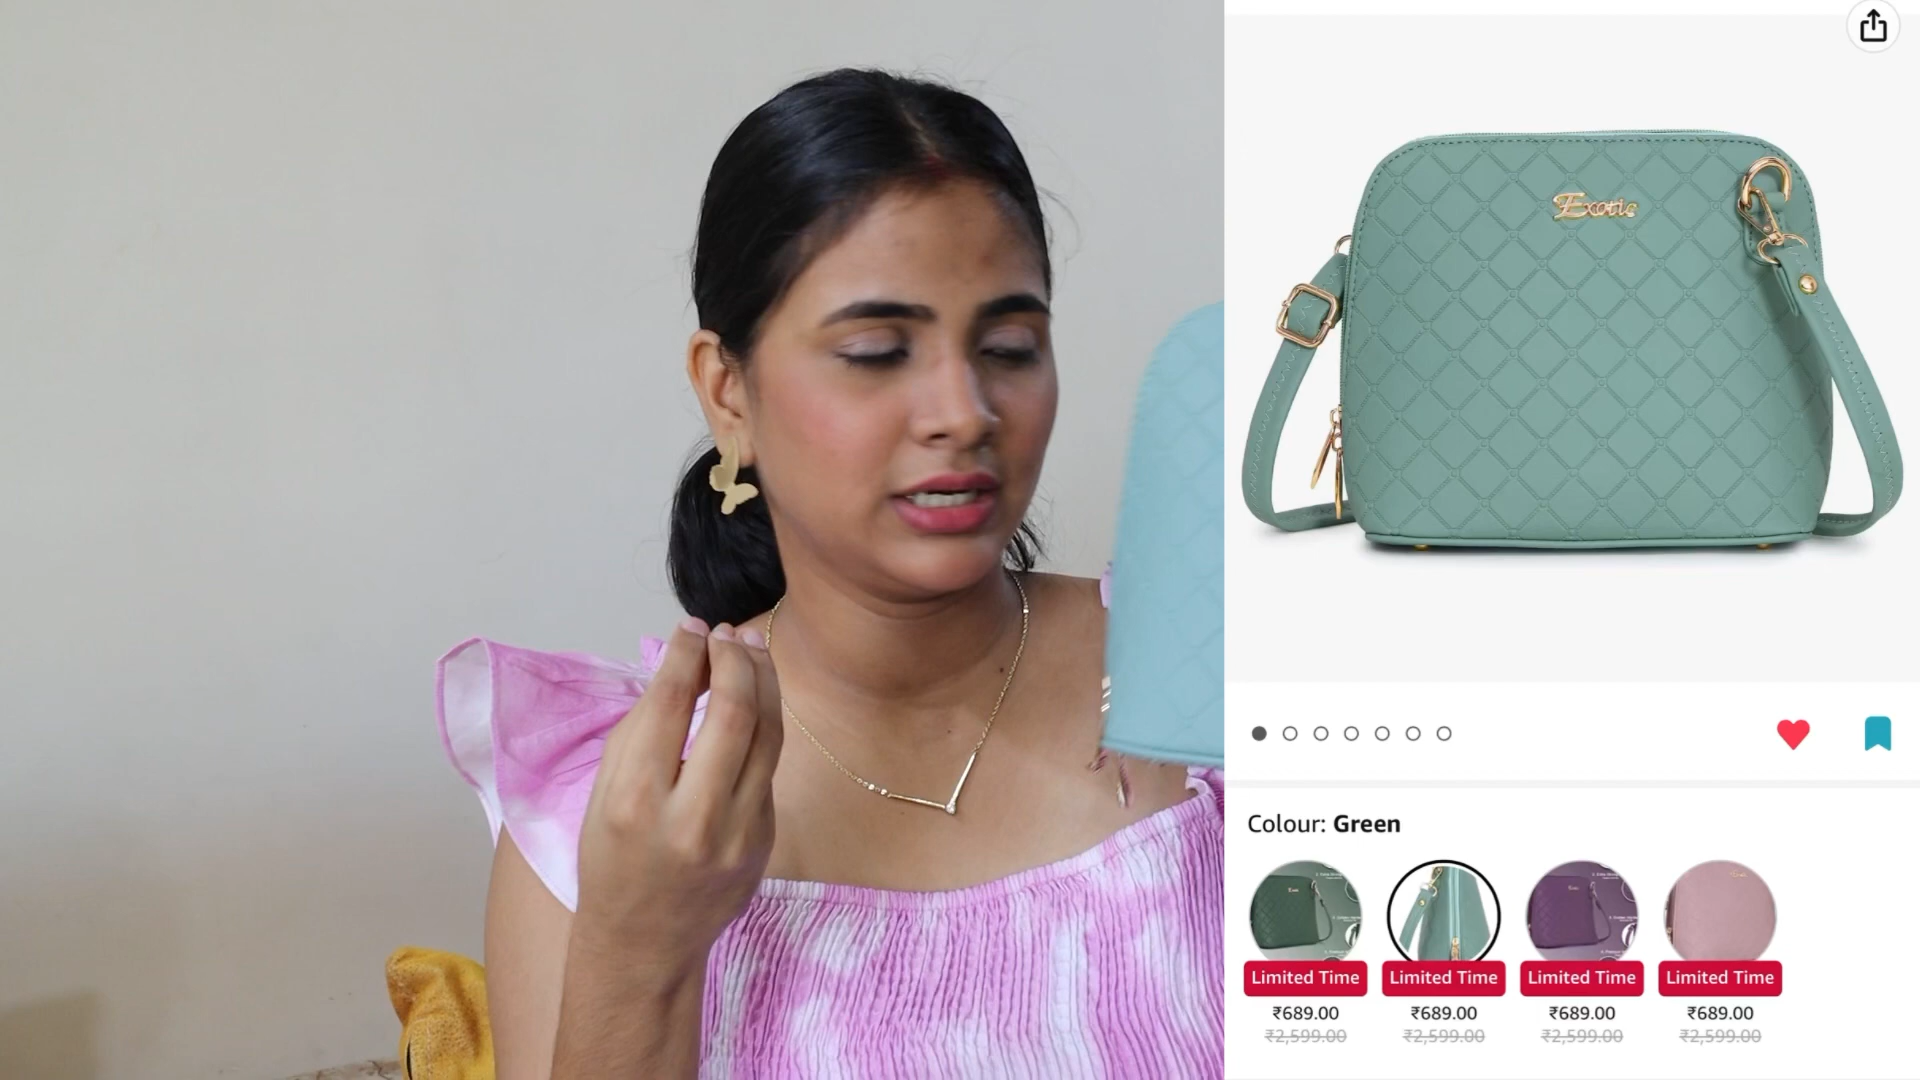 Exotic
Colour: Green
Limited Time
Limited Time
Limited Time
Limited Time
₹689.00
₹689.00
₹689.00
₹689.00
₹2,599.00
₹2,599.00
₹2,599.00
₹2,599.00